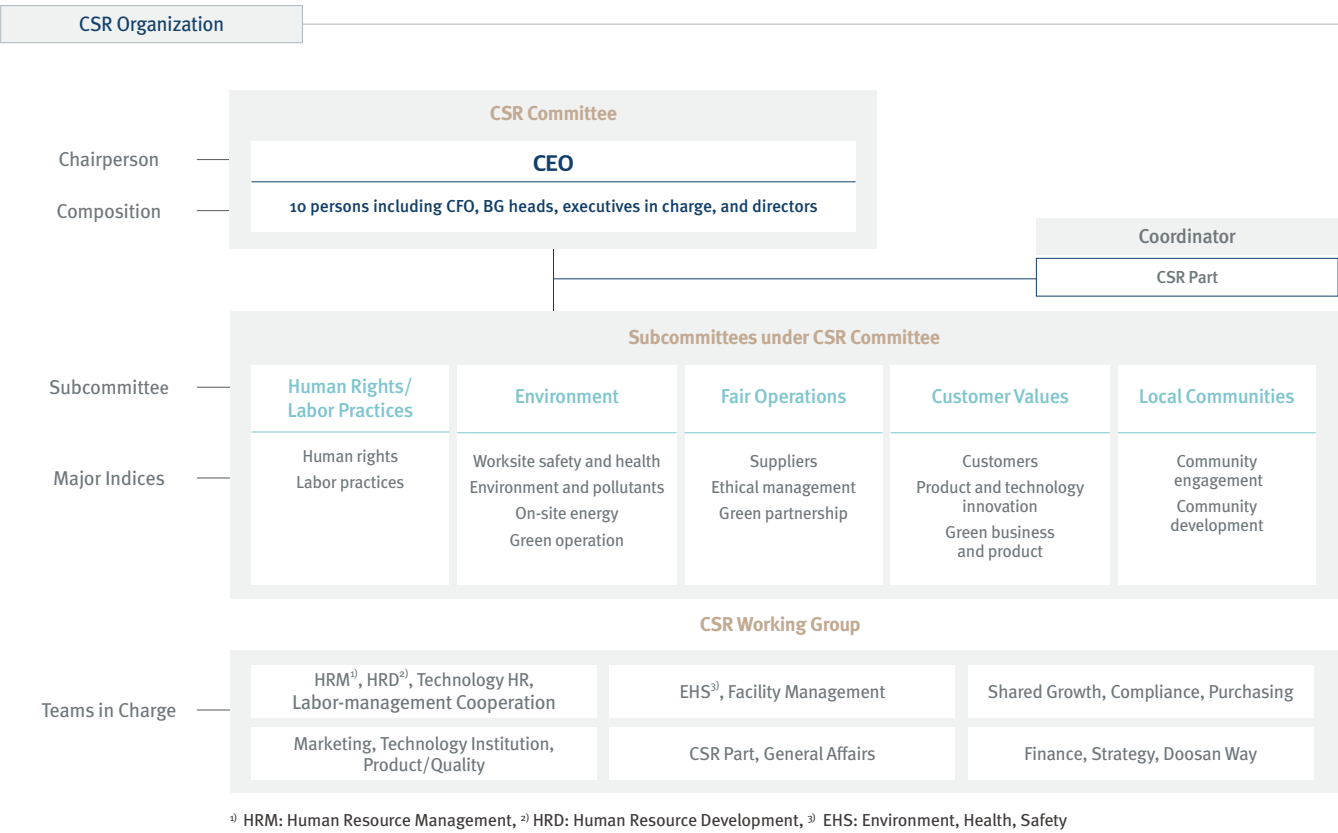 CSR Organization
CSR Committee
Chairperson
CEO
Composition
10 persons including CFO, BG heads, executives in charge, and directors
Coordinator
CSR Part
Subcommittees under CSR Committee
Subcommittee
Human Rights/
Labor Practices
Environment
Fair Operations
Customer Values
Local Communities
Major Indices
Human rights
Labor practices
Worksite safety and health
Environment and pollutants
On-site energy
Green operation
Suppliers
Ethical management
Green partnership
Customers
Product and technology
innovation
Green business
and product
Community
engagement
Community
development
CSR Working Group
Teams in Charge
HRM¹⁾, HRD²⁾, Technology HR,
Labor-management Cooperation
EHS³⁾, Facility Management
Shared Growth, Compliance, Purchasing
Marketing, Technology Institution,
Product/Quality
CSR Part, General Affairs
Finance, Strategy, Doosan Way
¹⁾ HRM: Human Resource Management, ²⁾ HRD: Human Resource Development, ³⁾ EHS: Environment, Health, Safety